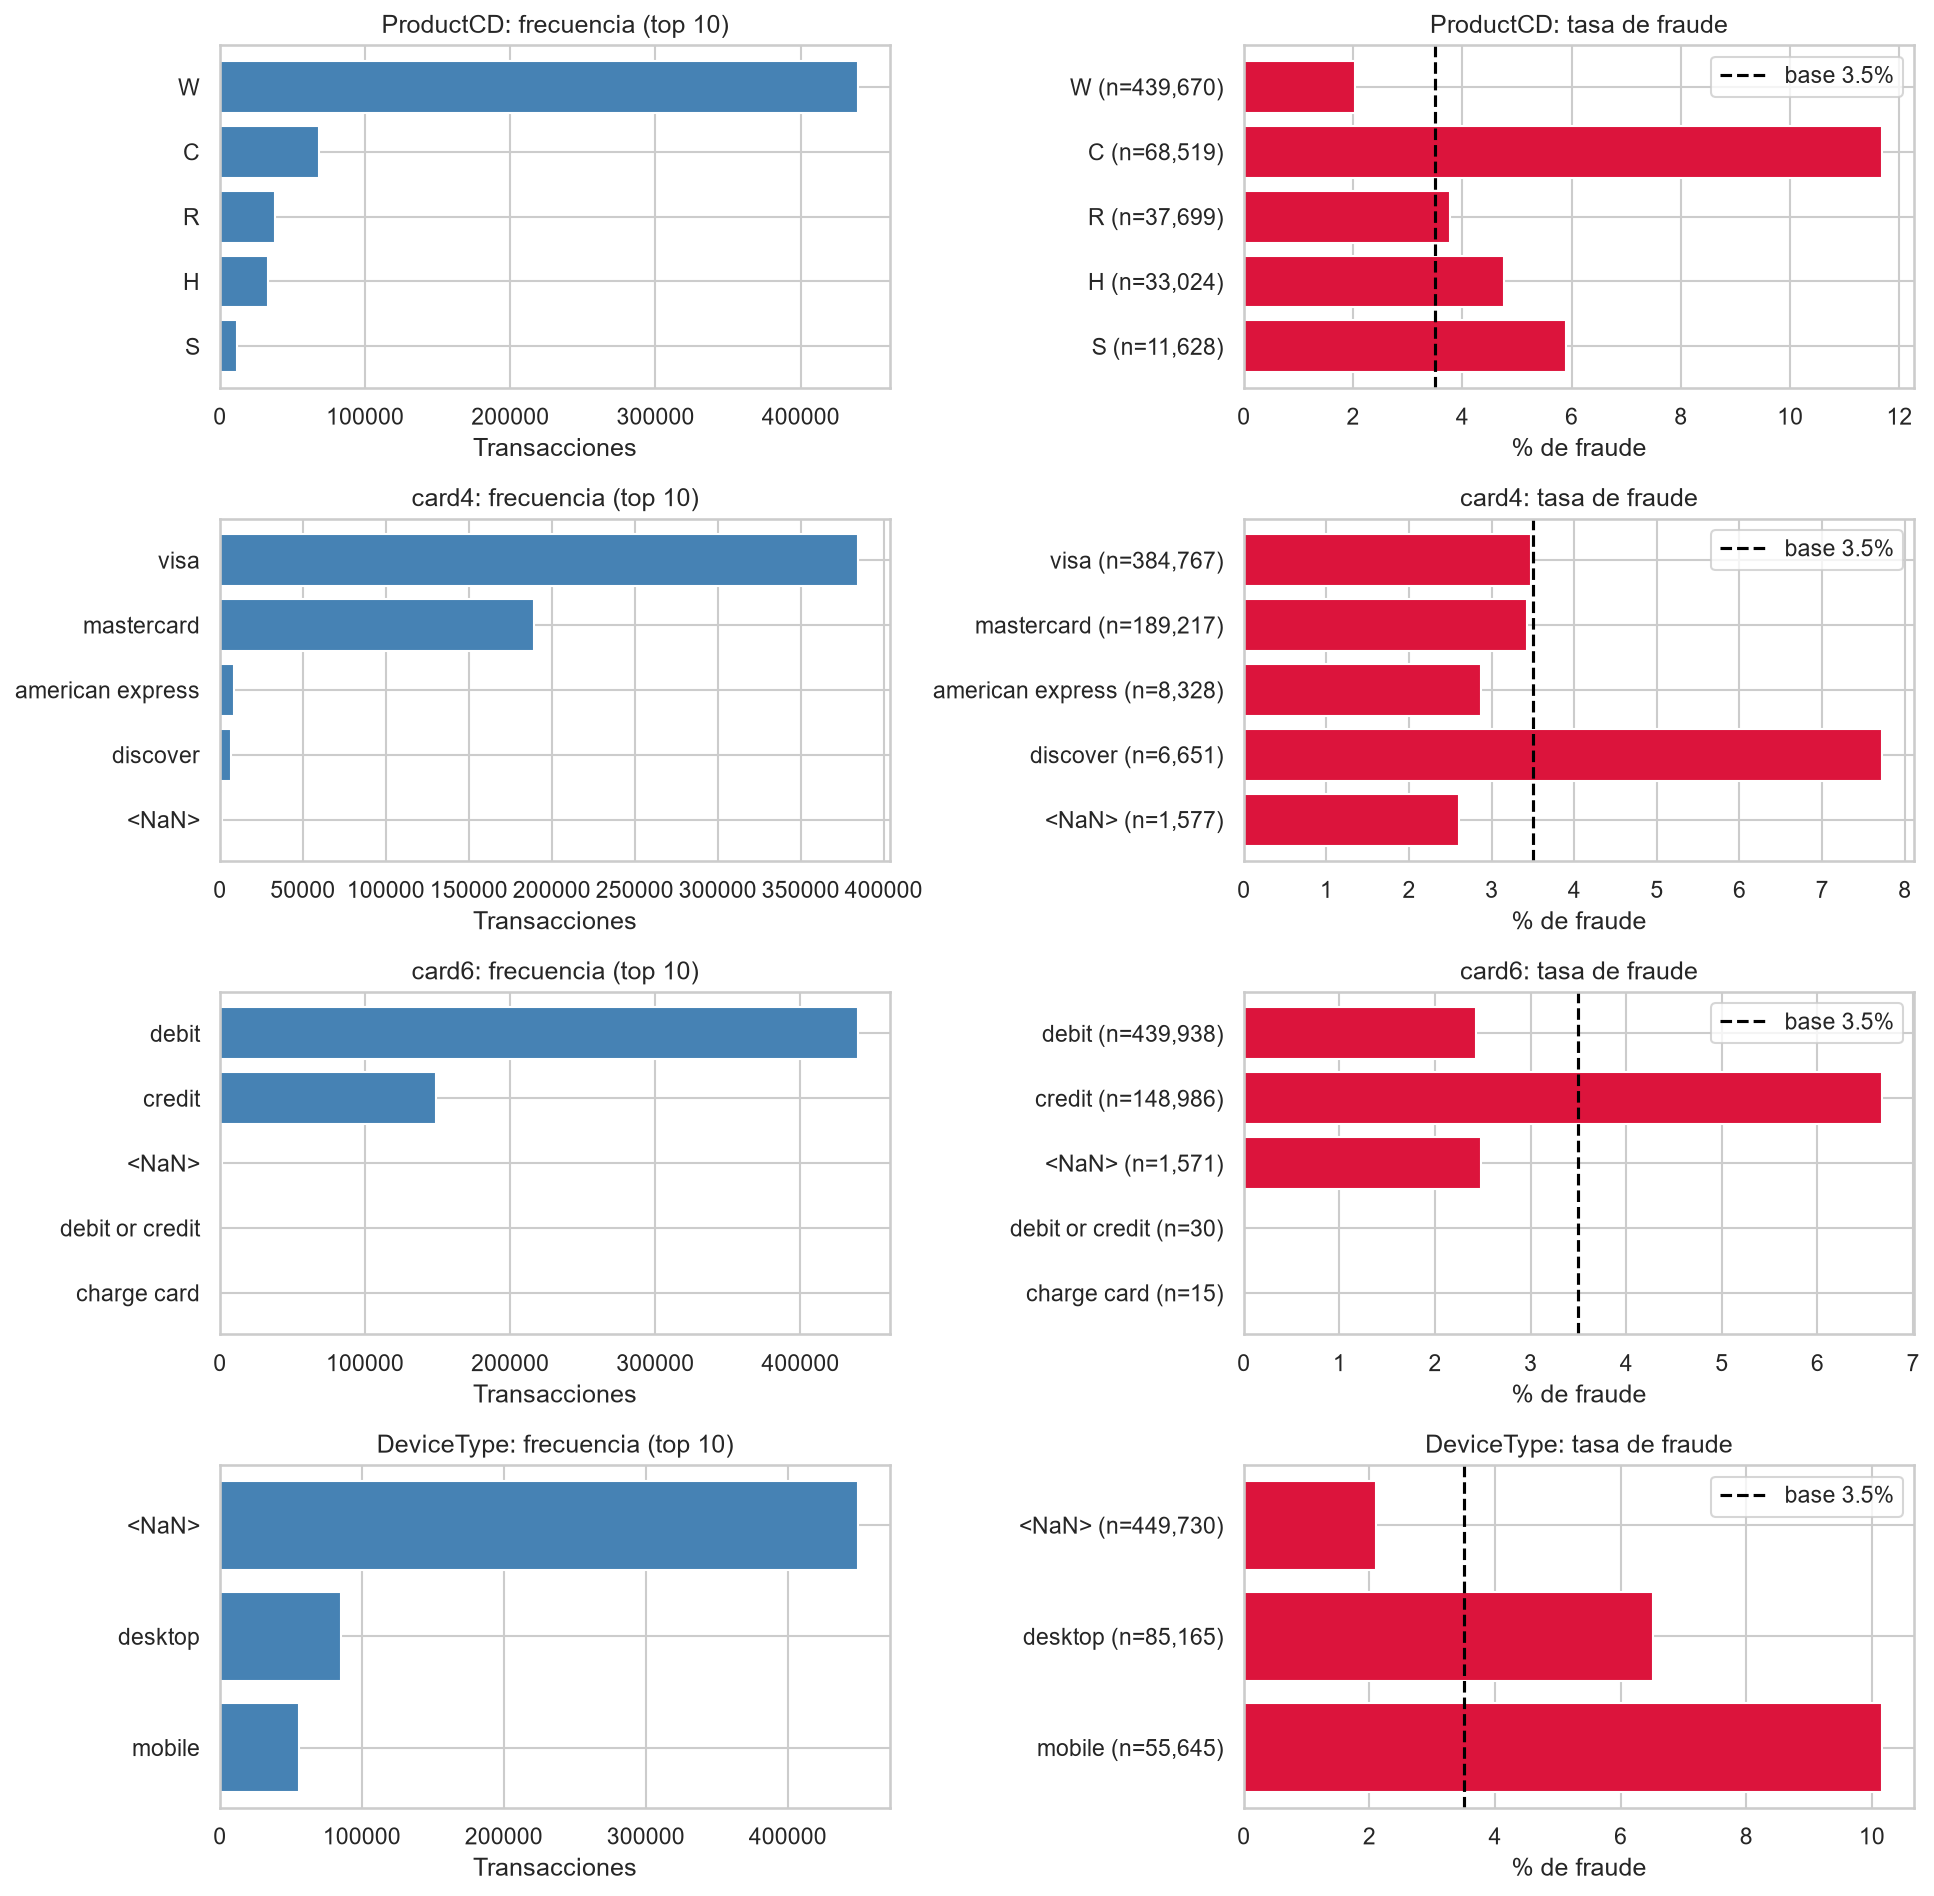 ProductCD: frecuencia (top 10)
W
C
R
H
S
0 100000 200000 300000 400000
Transacciones
ProductCD: tasa de fraude
base 3.5%
W (n=439,670)
C (n=68,519)
R (n=37,699)
H (n=33,024)
S (n=11,628)
0 2 4 6 8 10 12
% de fraude
card4: frecuencia (top 10)
visa
mastercard
american express
discover
<NaN>
0 50000 100000 150000 200000 250000 300000 350000 400000
Transacciones
card4: tasa de fraude
base 3.5%
visa (n=384,767)
mastercard (n=189,217)
american express (n=8,328)
discover (n=6,651)
<NaN> (n=1,577)
0 1 2 3 4 5 6 7 8
% de fraude
card6: frecuencia (top 10)
debit
credit
<NaN>
debit or credit
charge card
0 100000 200000 300000 400000
Transacciones
card6: tasa de fraude
base 3.5%
debit (n=439,938)
credit (n=148,986)
<NaN> (n=1,571)
debit or credit (n=30)
charge card (n=15)
0 1 2 3 4 5 6 7
% de fraude
DeviceType: frecuencia (top 10)
<NaN>
desktop
mobile
0 100000 200000 300000 400000
Transacciones
DeviceType: tasa de fraude
base 3.5%
<NaN> (n=449,730)
desktop (n=85,165)
mobile (n=55,645)
0 2 4 6 8 10
% de fraude